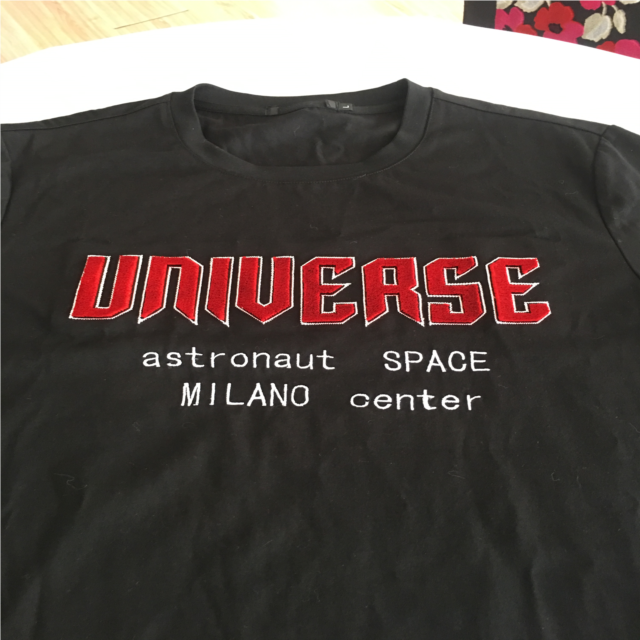 UNIVERSE
astronaut SPACE
MILANO center